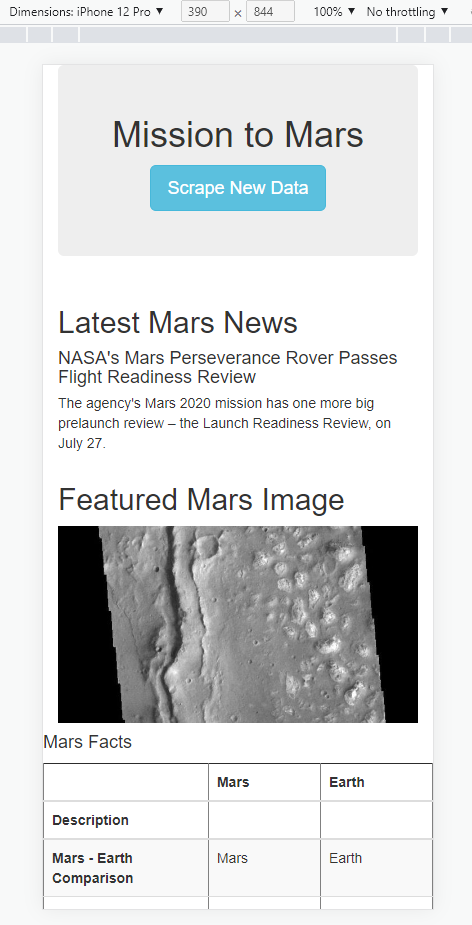 Dimensions: iPhone 12 Pro ▼ 390 × 844 100% ▼ No throttling ▼
Mission to Mars
Scrape New Data
Latest Mars News
NASA's Mars Perseverance Rover Passes
Flight Readiness Review
The agency's Mars 2020 mission has one more big
prelaunch review – the Launch Readiness Review, on
July 27.
Featured Mars Image
Mars Facts
Mars Earth
Description
Mars - Earth Mars Earth
Comparison